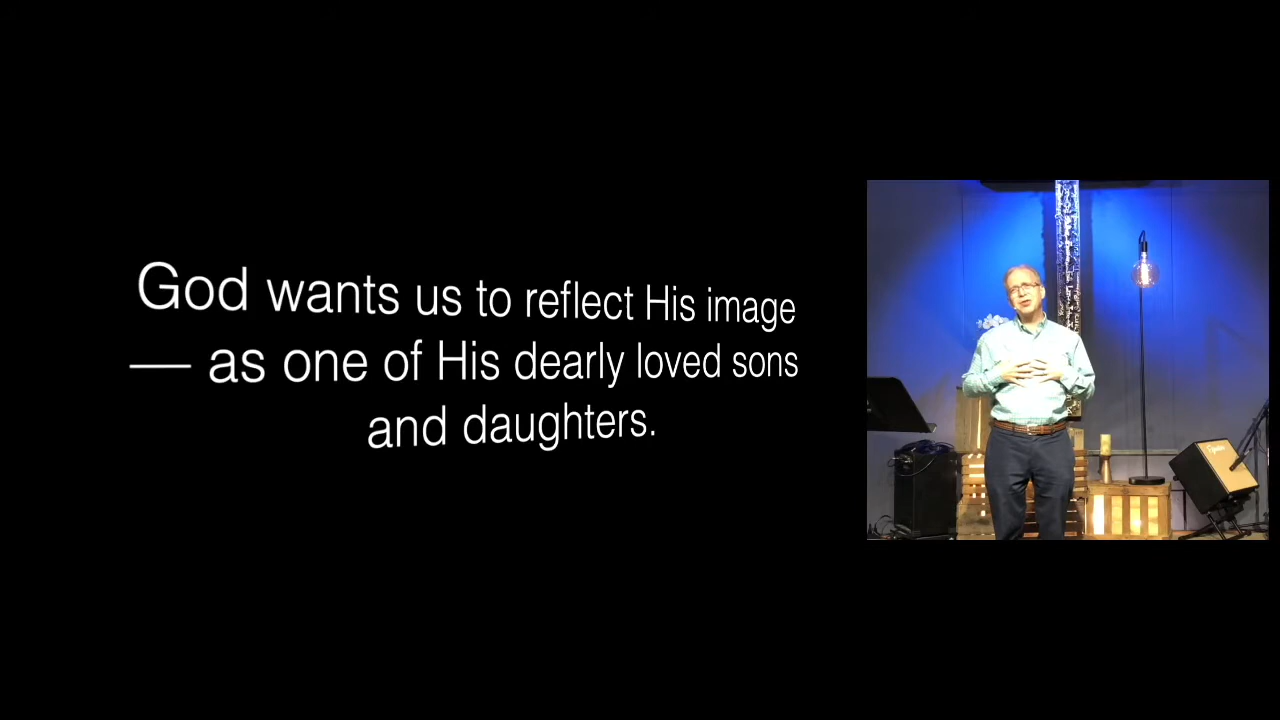 God wants us to reflect His image
— as one of His dearly loved sons
and daughters.